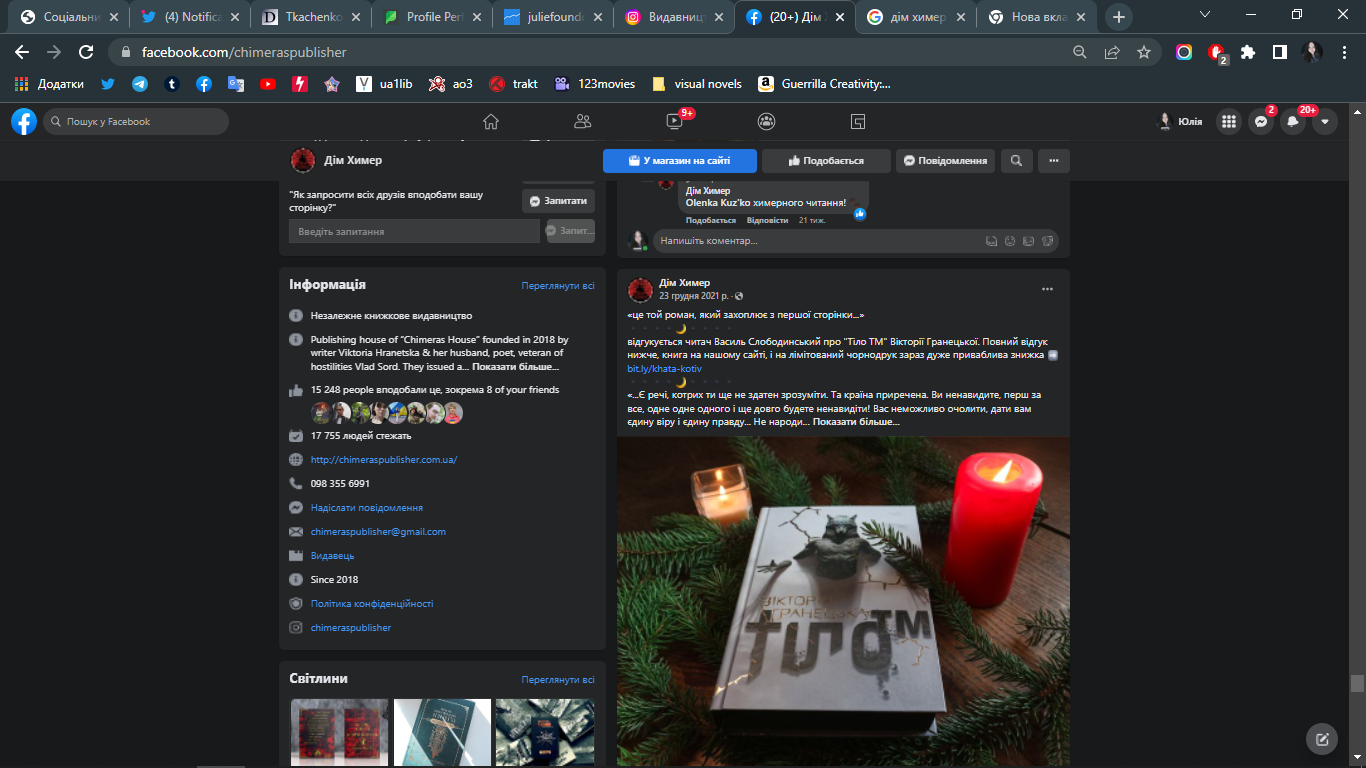 Соціальни
(4) Notifica
Tkachenko
Profile Perf
juliefound
Видавницт
(20+) Дім
дім химер
Нова вкла
facebook.com/chimeraspublisher
2
Додатки
ua1lib
ao3
trakt
123movies
visual novels
Guerrilla Creativity:...
Пошук у Facebook
9+
Юлія
2
20+
Дім Химер
У магазин на сайті
Подобається
Повідомлення
"Як запросити всіх друзів вподобати вашу
сторінку?"
Запитати
Введіть запитання
Запит...
Інформація
Переглянути всі
Незалежне книжкове видавництво
Publishing house of "Chimeras House" founded in 2018 by
writer Viktoria Hranetska & her husband, poet, veteran of
hostilities Vlad Sord. They issued a... Показати більше...
15 248 people вподобали це, зокрема 8 of your friends
17 755 людей стежать
http://chimeraspublisher.com.ua/
098 355 6991
Надіслати повідомлення
chimeraspublisher@gmail.com
Видавець
Since 2018
Політика конфіденційності
chimeraspublisher
Світлини
Переглянути всі
Дім Химер
Olenka Kuz'ko химерного читання!
Подобається Відповісти 21 тиж.
Напишіть коментар...
Дім Химер
23 грудня 2021 р. ·
«це той роман, який захоплює з першої сторінки...»
відгукується читач Василь Слободинський про "Тіло ТМ" Вікторії Гранецької. Повний відгук
нижче, книга на нашому сайті, і на лімітований чорнодрук зараз дуже приваблива знижка
bit.ly/khata-kotiv
«...Є речі, котрих ти ще не здатен зрозуміти. Та країна приречена. Ви ненавидите, перш за
все, одне одного і ще довго будете ненавидіти! Вас неможливо очолити, дати вам
єдину віру і єдину правду... Не народи... Показати більше...
ВІКТОРІЯ
ГРАНЕЦЬКА
ТІЛО ТМ